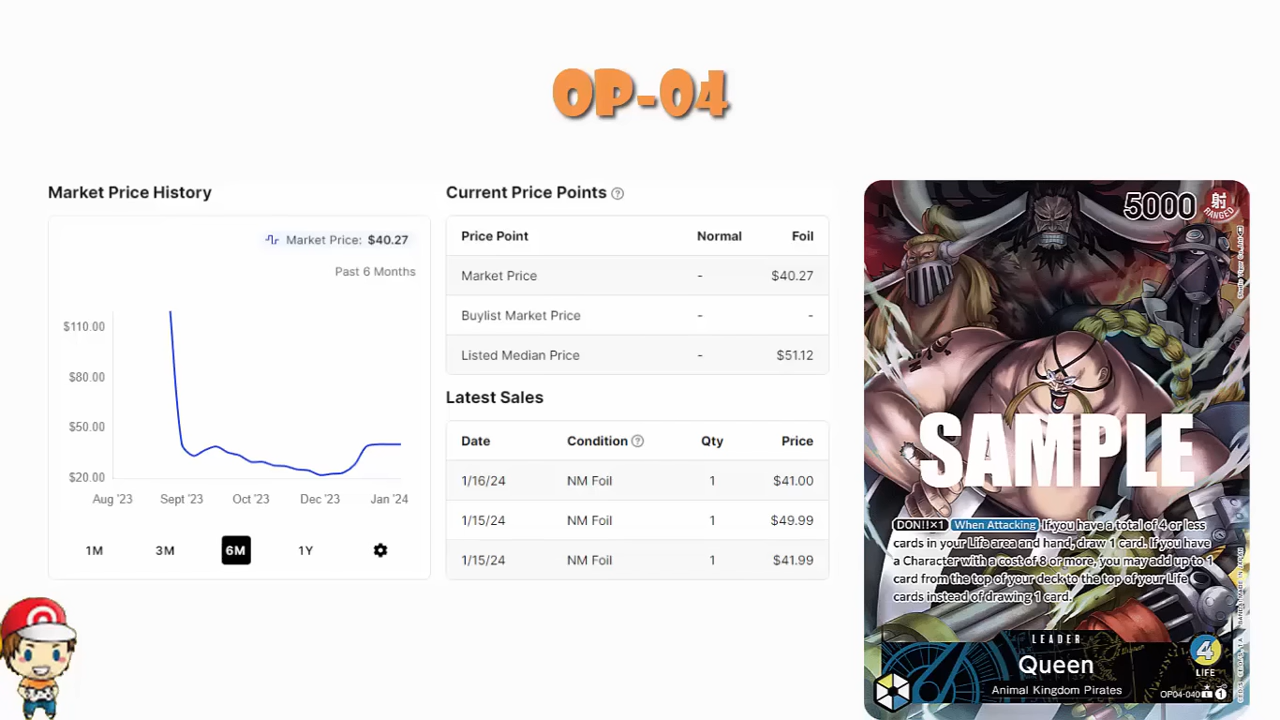 OP-04
Market Price History
Market Price: $40.27
Past 6 Months
$110.00
$80.00
$50.00
$20.00
Aug '23 Sept '23 Oct '23 Dec '23 Jan '24
1M 3M 6M 1Y
Current Price Points
Price Point Normal Foil
Market Price - $40.27
Buylist Market Price - -
Listed Median Price - $51.12
Latest Sales
Date Condition Qty Price
1/16/24 NM Foil 1 $41.00
1/15/24 NM Foil 1 $49.99
1/15/24 NM Foil 1 $41.99
5000
射
RANGED
SAMPLE
DON!!×1 When Attacking If you have a total of 4 or less
cards in your Life area and hand, draw 1 card. If you have
a Character with a cost of 8 or more, you may add up to 1
card from the top of your deck to the top of your Life
cards instead of drawing 1 card.
LEADER
Queen
Animal Kingdom Pirates
4
LIFE
OP04-040 L 1